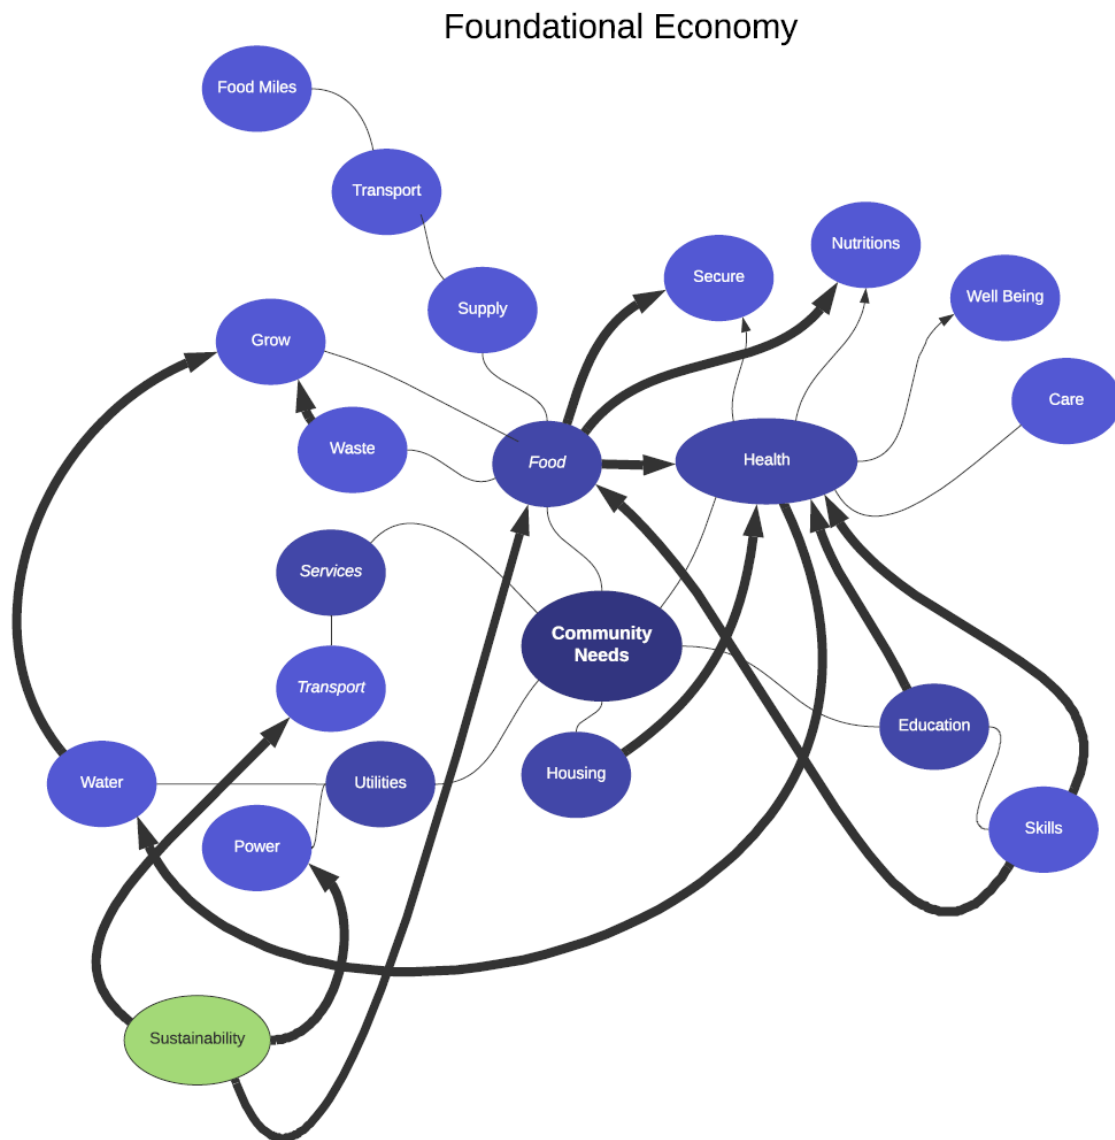 Foundational Economy
Food Miles
Transport
Nutritions
Secure
Well Being
Supply
Grow
Care
Waste
Food
Health
Services
Community
Needs
Transport
Education
Housing
Water
Utilities
Skills
Power
Sustainability